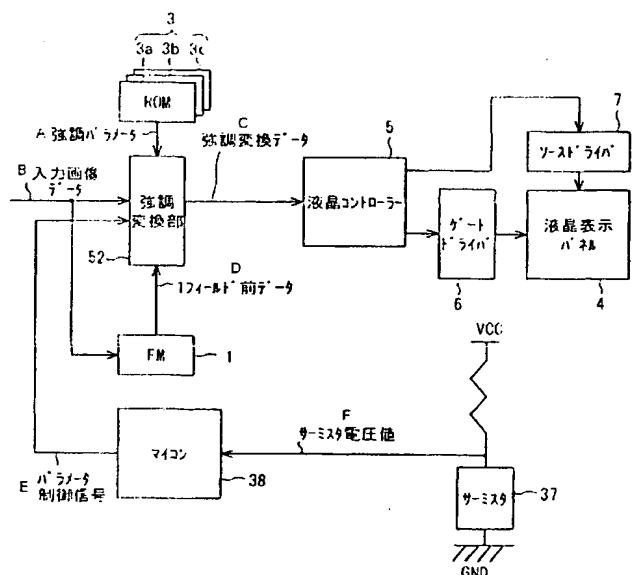 3
3a 3b 3c
ROM
A 強調パラメータ
C
強調変換データ
B 入力画像
データ
強調
変換部
52
D
1フィールド前データ
FM
1
5
液晶コントローラー
7
ソースドライバ
ゲート
ドライバ
6
液晶表示
パネル
4
VCC
F
サーミスタ電圧値
マイコン
38
E パラメータ
制御信号
サーミスタ
37
GND